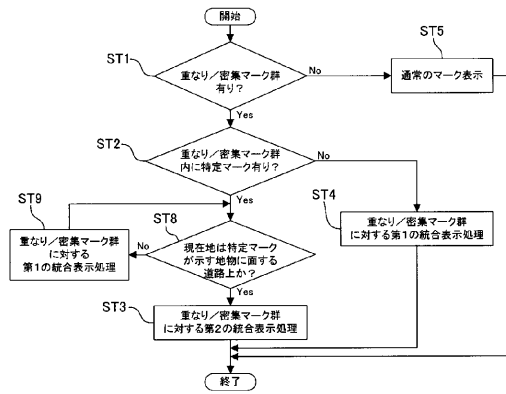 開始
ST1
重なり／密集マーク群
有り？
No
ST5
通常のマーク表示
Yes
ST2
重なり／密集マーク群
内に特定マーク有り？
No
Yes
ST4
重なり／密集マーク群
に対する第1の統合表示処理
ST9
重なり／密集マーク群
に対する
第1の統合表示処理
No
ST8
現在地は特定マーク
が示す地物に面する
道路上か？
Yes
ST3
重なり／密集マーク群
に対する第2の統合表示処理
終了